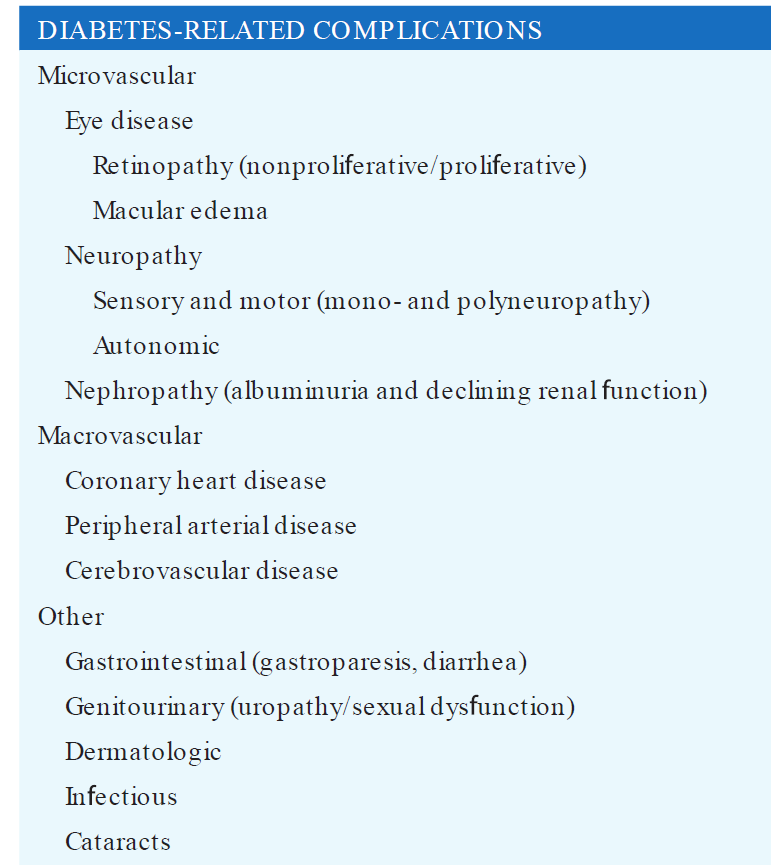 DIABETES-RELATED COMPLICATIONS
Microvascular
Eye disease
Retinopathy (nonproliferative/proliferative)
Macular edema
Neuropathy
Sensory and motor (mono- and polyneuropathy)
Autonomic
Nephropathy (albuminuria and declining renal function)
Macrovascular
Coronary heart disease
Peripheral arterial disease
Cerebrovascular disease
Other
Gastrointestinal (gastroparesis, diarrhea)
Genitourinary (uropathy/sexual dysfunction)
Dermatologic
Infectious
Cataracts